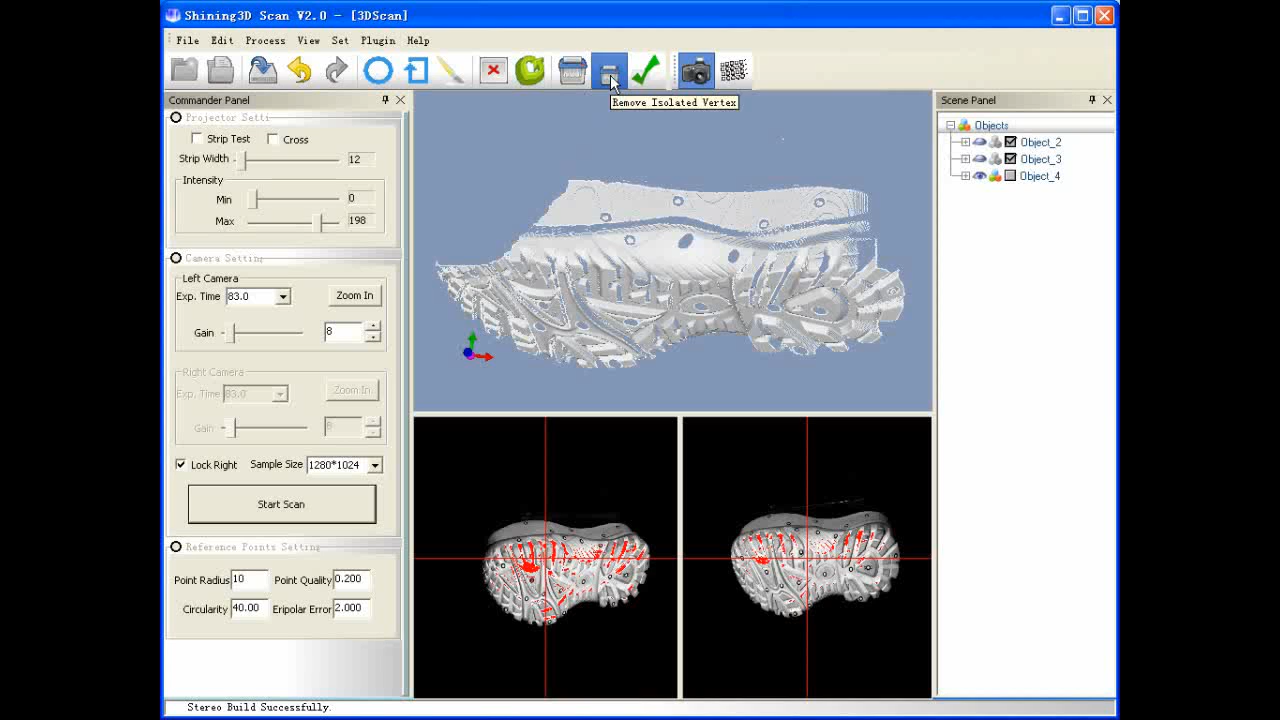 Shining3D Scan V2.0 - [3DScan]
File Edit Process View Set Plugin Help
Remove Isolated Vertex
Commander Panel
Projector Setti
Strip Test Cross
Strip Width 12
Intensity
Min 0
Max 198
Camera Setting
Left Camera
Exp. Time 83.0 Zoom In
Gain 8
Right Camera
Exp. Time 83.0 Zoom In
Gain 8
Lock Right Sample Size 1280*1024
Start Scan
Reference Points Setting
Point Radius 10 Point Quality 0.200
Circularity 40.00 Eripolar Error 2.000
Scene Panel
Objects
Object_2
Object_3
Object_4
Stereo Build Successfully.